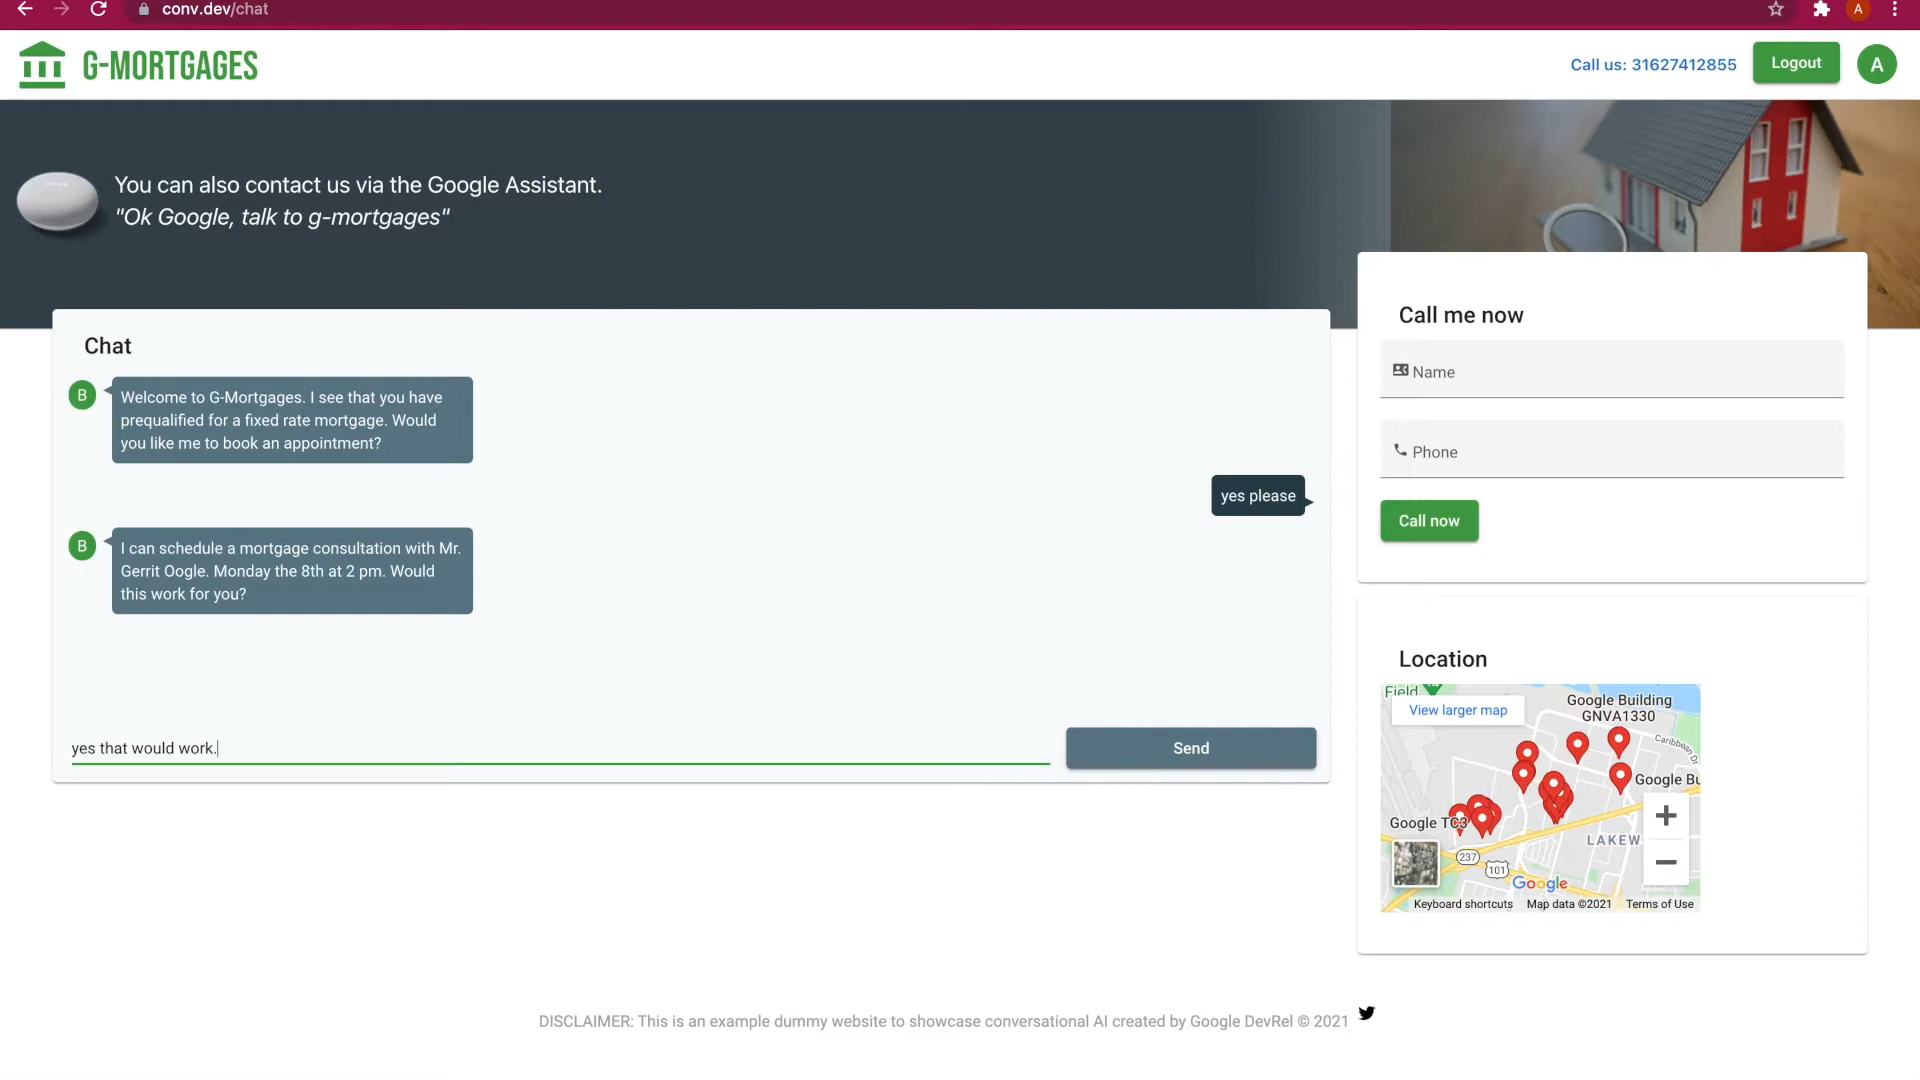 conv.dev/chat
A
G-MORTGAGES
Call us: 31627412855
Logout
A
You can also contact us via the Google Assistant.
"Ok Google, talk to g-mortgages"
Chat
B
Welcome to G-Mortgages. I see that you have
prequalified for a fixed rate mortgage. Would
you like me to book an appointment?
yes please
B
I can schedule a mortgage consultation with Mr.
Gerrit Oogle. Monday the 8th at 2 pm. Would
this work for you?
yes that would work.
Send
Call me now
Name
Phone
Call now
Location
Field
View larger map
Google Building
GNVA1330
Caribbean Dr
Google Bu
Google TC3
LAKEW
237
101
Google
Keyboard shortcuts
Map data ©2021
Terms of Use
DISCLAIMER: This is an example dummy website to showcase conversational AI created by Google DevRel © 2021